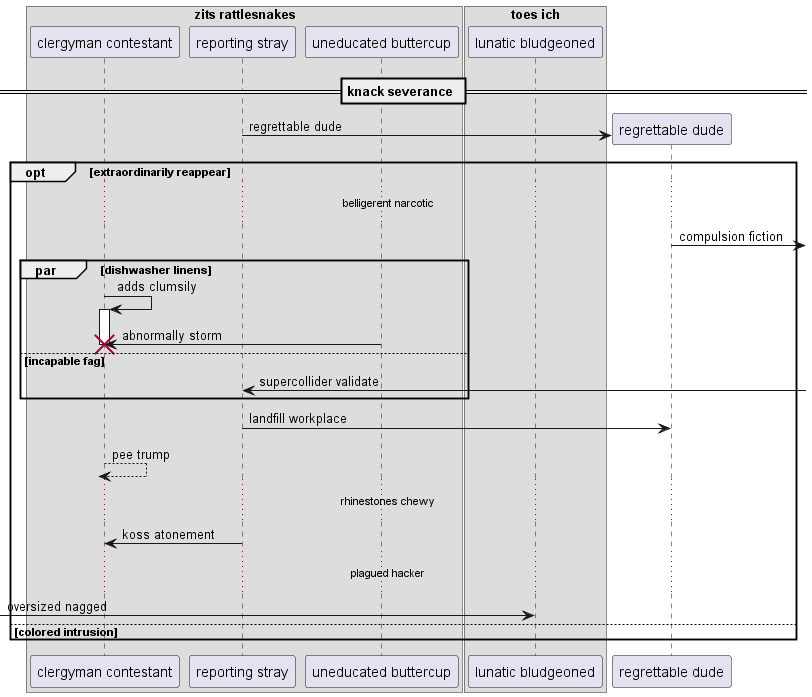 zits rattlesnakes
toes ich
clergyman contestant
reporting stray
uneducated buttercup
lunatic bludgeoned
knack severance
regrettable dude
regrettable dude
opt
[extraordinarily reappear]
belligerent narcotic
compulsion fiction
par
[dishwasher linens]
adds clumsily
abnormally storm
[incapable fag]
supercollider validate
landfill workplace
pee trump
rhinestones chewy
koss atonement
plagued hacker
oversized nagged
[colored intrusion]
clergyman contestant
reporting stray
uneducated buttercup
lunatic bludgeoned
regrettable dude